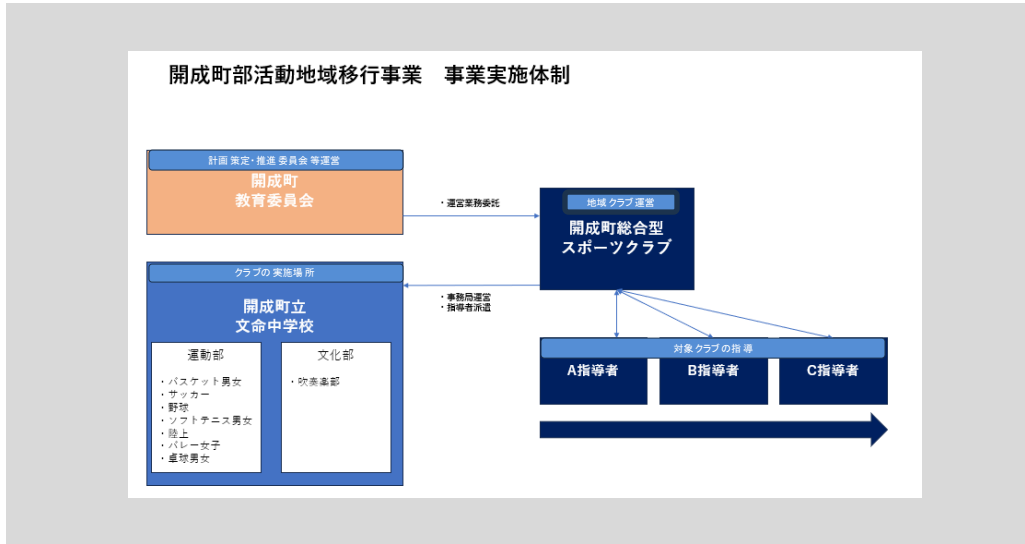 開成町部活動地域移行事業　事業実施体制
計画策定・推進委員会等運営
開成町
教育委員会
・運営業務委託
地域クラブ運営
開成町総合型
スポーツクラブ
クラブの実施場所
・事務局運営
・指導者派遣
開成町立
文命中学校
運動部
・バスケット男女
・サッカー
・野球
・ソフトテニス男女
・陸上
・バレー女子
・卓球男女
文化部
・吹奏楽部
対象クラブの指導
A指導者
B指導者
C指導者